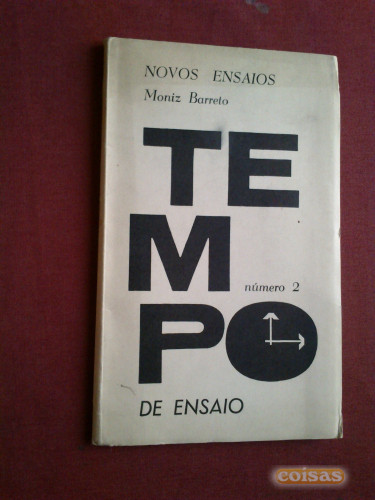 NOVOS ENSAIOS
Moniz Barreto
TE
M
número 2
PO
DE ENSAIO
coisas